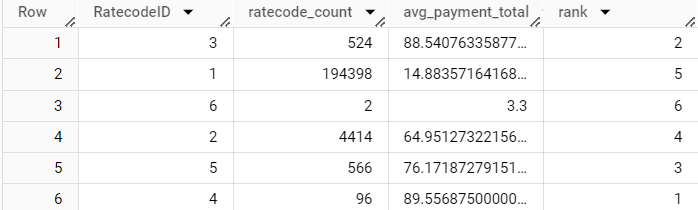 Row RatecodeID ratecode_count avg_payment_total rank
1 3 524 88.54076335877... 2
2 1 194398 14.88357164168... 5
3 6 2 3.3 6
4 2 4414 64.95127322156... 4
5 5 566 76.17187279151... 3
6 4 96 89.55687500000... 1